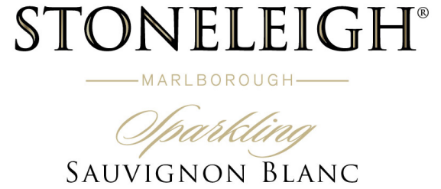 STONELEIGH®
MARLBOROUGH
Sparkling
SAUVIGNON BLANC